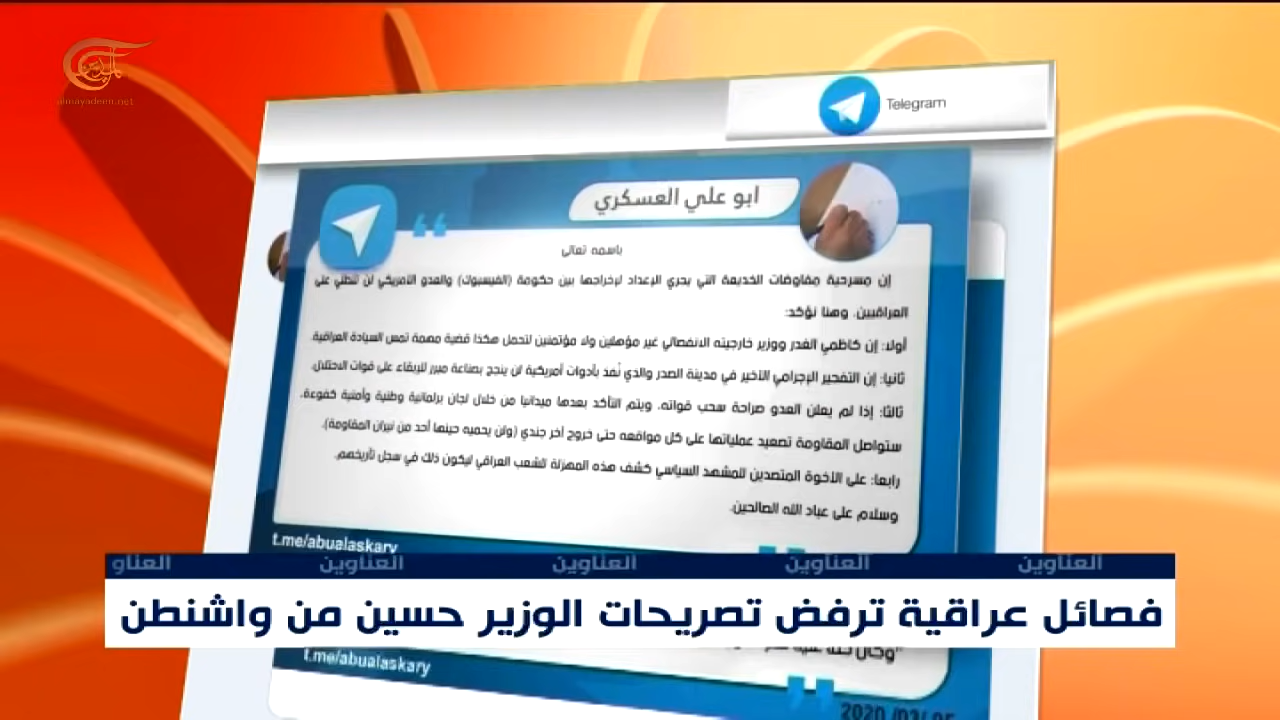 الميادين
almayadeen.net
Telegram
ابو علي العسكري
باسمه تعالى
إن مسرحية مفاوضات الخديعة التي يجري الإعداد لإخراجها بين حكومة (الفيسبوك) والعدو الأمريكي لن تنطلي على
العراقيين، وهنا نؤكد:
أولا: إن كاظمي الغدر ووزير خارجيته الانفصالي غير مؤهلين ولا مؤتمنين لتحمل هكذا قضية مهمة تمس السيادة العراقية.
ثانيا: إن التفجير الإجرامي الأخير في مدينة الصدر والذي نُفذ بأدوات أمريكية لن ينجح بصناعة مبرر للإبقاء على قوات الاحتلال.
ثالثا: إذا لم يعلن العدو صراحة سحب قواته، ويتم التأكد بعدها ميدانيا من خلال لجان برلمانية وطنية وأمنية كفوءة،
ستواصل المقاومة تصعيد عملياتها على كل مواقعه حتى خروج آخر جندي (ولن يحميه حينها أحد من نيران المقاومة).
رابعا: على الأخوة المتصدين للمشهد السياسي كشف هذه المهزلة للشعب العراقي ليكون ذلك في سجل تأريخهم.
وسلام على عباد الله الصالحين.
t.me/abualaskary
العناوين العناوين العناوين العناوين العناو
فصائل عراقية ترفض تصريحات الوزير حسين من واشنطن
t.me/abualaskary